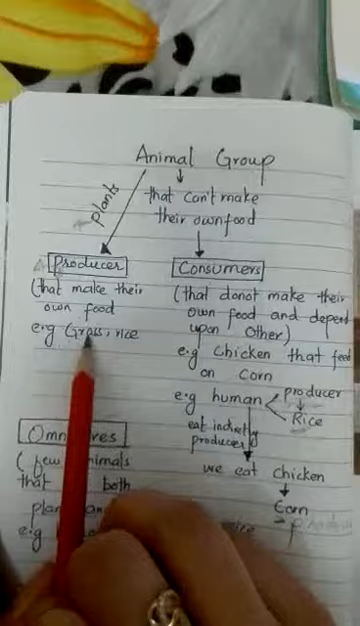 Animal Group
plants
that can't make
their own food
Producer
(that make their
own food
e.g Grass, rice
Consumers
(that donot make their
own food and depend
upon Other)
e.g Chicken that feed
on Corn
e.g human
producer
Rice
eat indirectly
producer
we eat Chicken
Corn
(few
that both
e.g